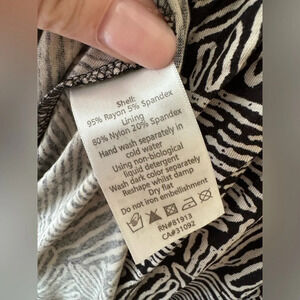 Shell:
95% Rayon 5% Spandex
Lining
80% Nylon 20% Spandex
Hand wash separately in
cold water
Using non-biological
liquid detergent
Wash dark color separately
Reshape whilst damp
Dry flat
Do not iron embellishment
RN#81913
CA#31092